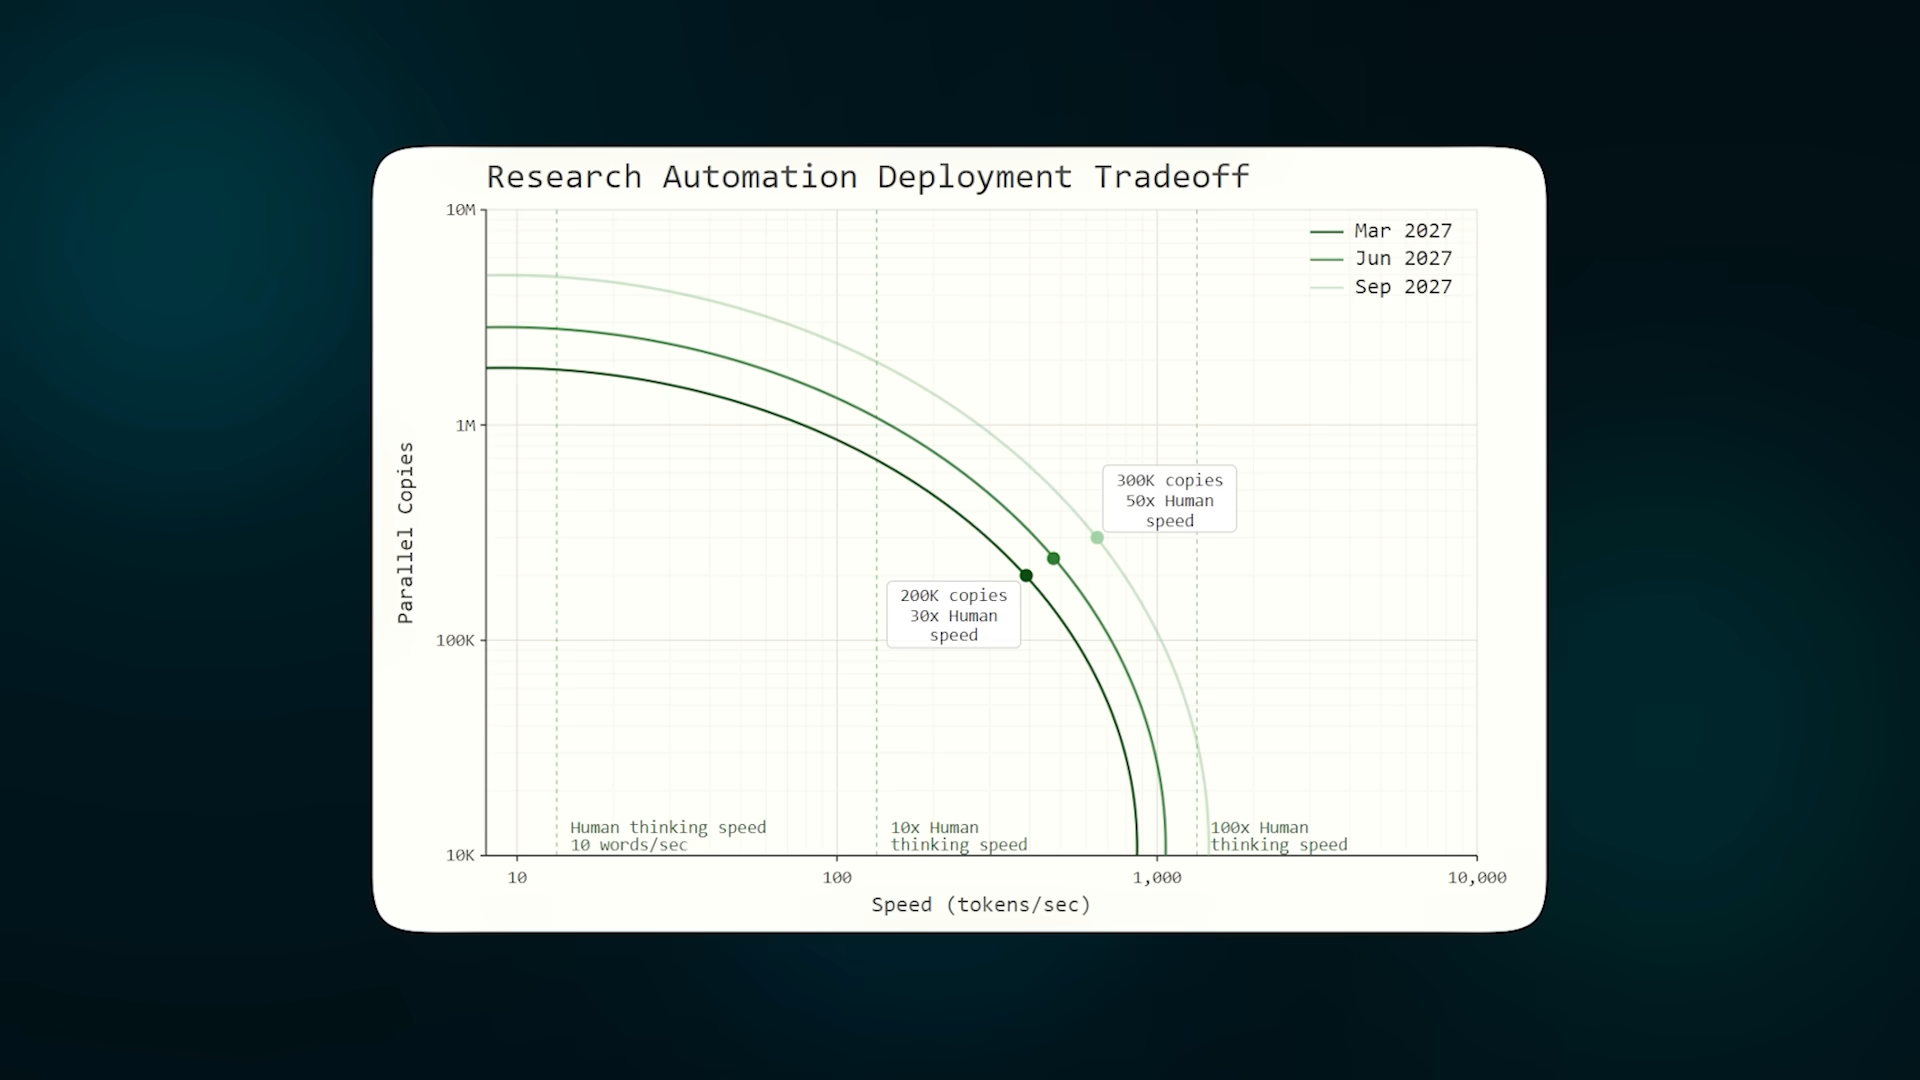 Research Automation Deployment Tradeoff
10M
1M
100K
10K
Parallel Copies
Mar 2027
Jun 2027
Sep 2027
300K copies
50x Human
speed
200K copies
30x Human
speed
Human thinking speed
10 words/sec
10x Human
thinking speed
100x Human
thinking speed
10
100
1,000
10,000
Speed (tokens/sec)